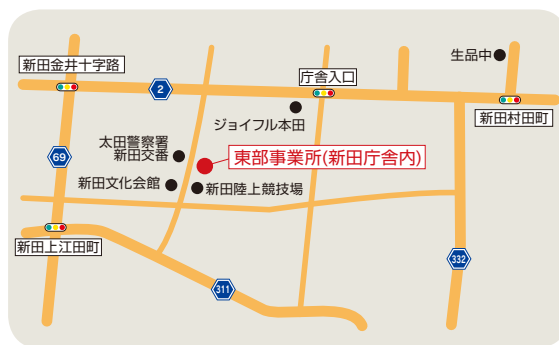 生品中
新田金井十字路
庁舎入口
2
新田村田町
ジョイフル本田
太田警察署
新田交番
東部事業所(新田庁舎内)
69
新田文化会館
新田陸上競技場
新田上江田町
332
311